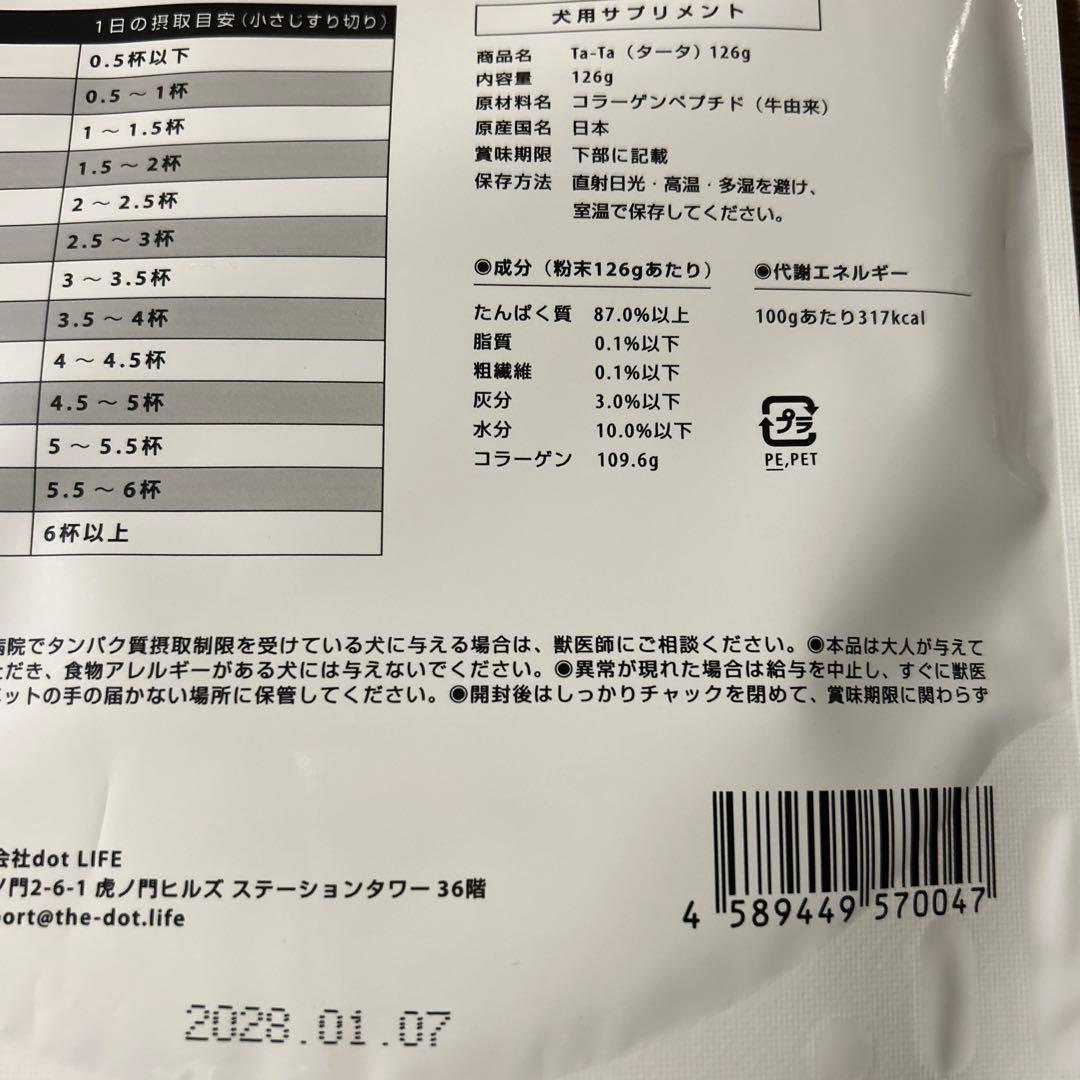 1日の摂取目安（小さじすり切り）
0.5杯以下
0.5 ～ 1杯
1 ～ 1.5杯
1.5 ～ 2杯
2 ～ 2.5杯
2.5 ～ 3杯
3 ～ 3.5杯
3.5 ～ 4杯
4 ～ 4.5杯
4.5 ～ 5杯
5 ～ 5.5杯
5.5 ～ 6杯
6杯以上
犬用サプリメント
商品名 Ta-Ta（タータ）126g
内容量 126g
原材料名 コラーゲンペプチド（牛由来）
原産国名 日本
賞味期限 下部に記載
保存方法 直射日光・高温・多湿を避け、
室温で保存してください。
◉成分（粉末126gあたり）
たんぱく質 87.0%以上
脂質 0.1%以下
粗繊維 0.1%以下
灰分 3.0%以下
水分 10.0%以下
コラーゲン 109.6g
◉代謝エネルギー
100gあたり317kcal
プラ
PE,PET
病院でタンパク質摂取制限を受けている犬に与える場合は、獣医師にご相談ください。◉本品は大人が与えて
ただき、食物アレルギーがある犬には与えないでください。◉異常が現れた場合は給与を中止し、すぐに獣医
ペットの手の届かない場所に保管してください。◉開封後はしっかりチャックを閉めて、賞味期限に関わらず
会社dot LIFE
ノ門2-6-1 虎ノ門ヒルズ ステーションタワー 36階
port@the-dot.life
4 589449 570047
2028.01.07